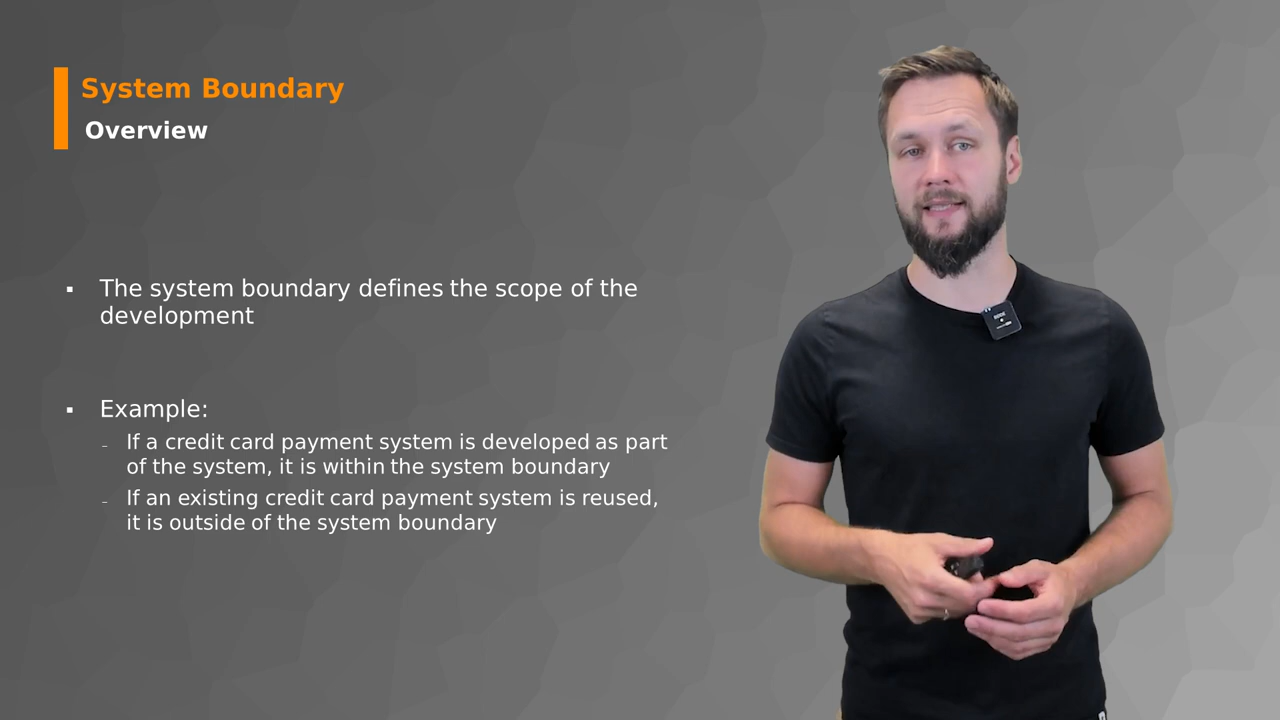 System Boundary
Overview
▪ The system boundary defines the scope of the
development
▪ Example:
– If a credit card payment system is developed as part
of the system, it is within the system boundary
– If an existing credit card payment system is reused,
it is outside of the system boundary